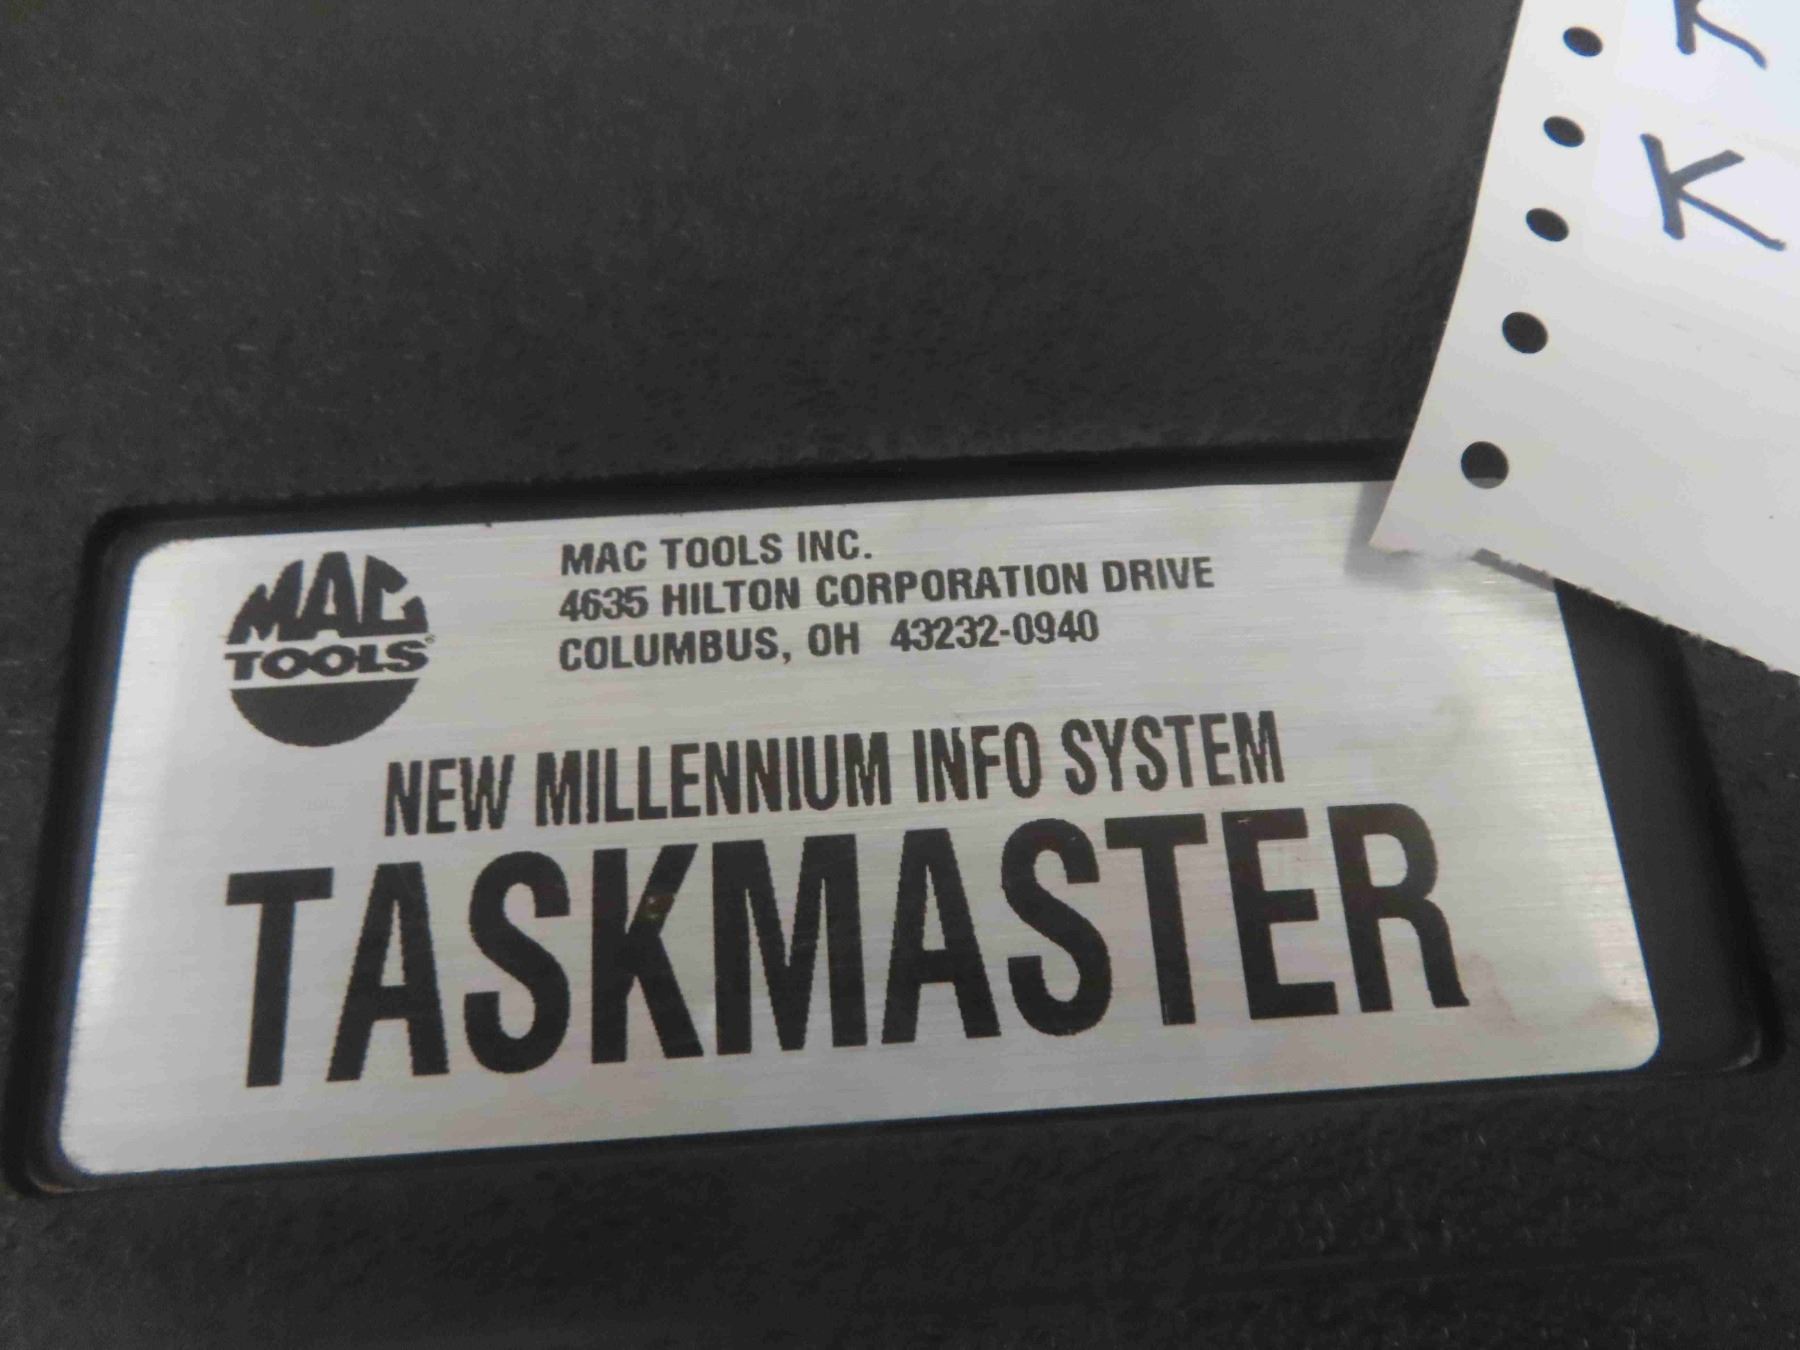 K
MAC
TOOLS®
MAC TOOLS INC.
4635 HILTON CORPORATION DRIVE
COLUMBUS, OH 43232-0940
NEW MILLENNIUM INFO SYSTEM
TASKMASTER